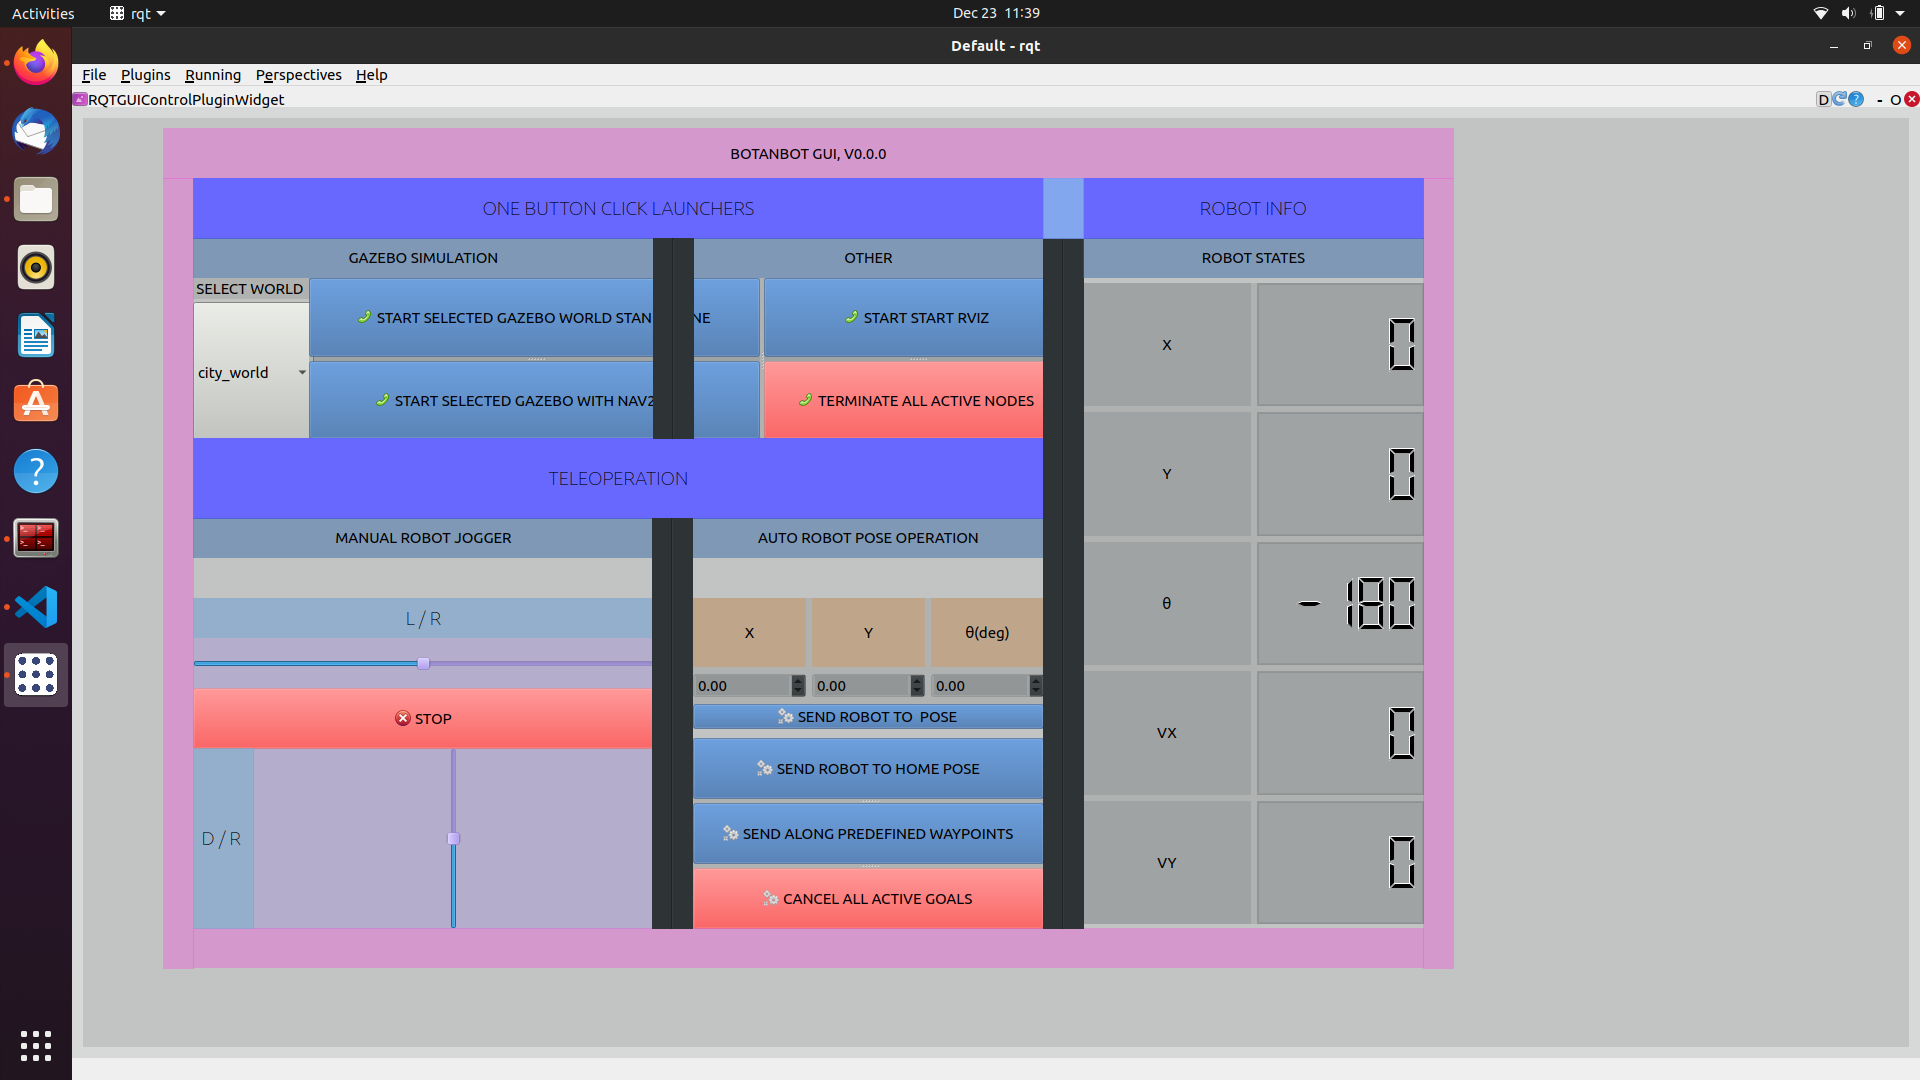 Activities
rqt
Dec 23 11:39
Default - rqt
File Plugins Running Perspectives Help
RQTGUIControlPluginWidget
D
- O
BOTANBOT GUI, V0.0.0
ONE BUTTON CLICK LAUNCHERS
ROBOT INFO
GAZEBO SIMULATION
OTHER
ROBOT STATES
SELECT WORLD
city_world
START SELECTED GAZEBO WORLD STAN NE
START START RVIZ
START SELECTED GAZEBO WITH NAV2
TERMINATE ALL ACTIVE NODES
TELEOPERATION
MANUAL ROBOT JOGGER
AUTO ROBOT POSE OPERATION
L / R
STOP
D / R
X
Y
θ(deg)
0.00
0.00
0.00
SEND ROBOT TO  POSE
SEND ROBOT TO HOME POSE
SEND ALONG PREDEFINED WAYPOINTS
CANCEL ALL ACTIVE GOALS
X
0
Y
0
θ
-180
VX
0
VY
0